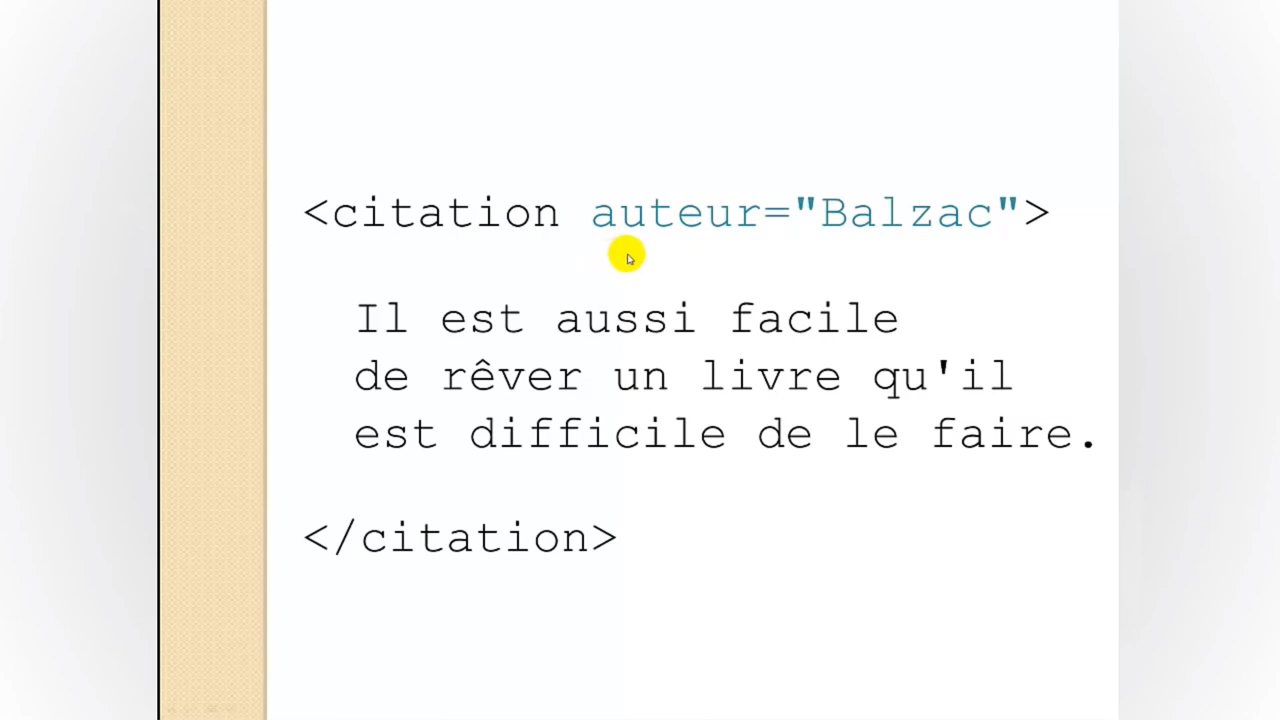 <citation auteur="Balzac">
Il est aussi facile
de rêver un livre qu'il
est difficile de le faire.
</citation>